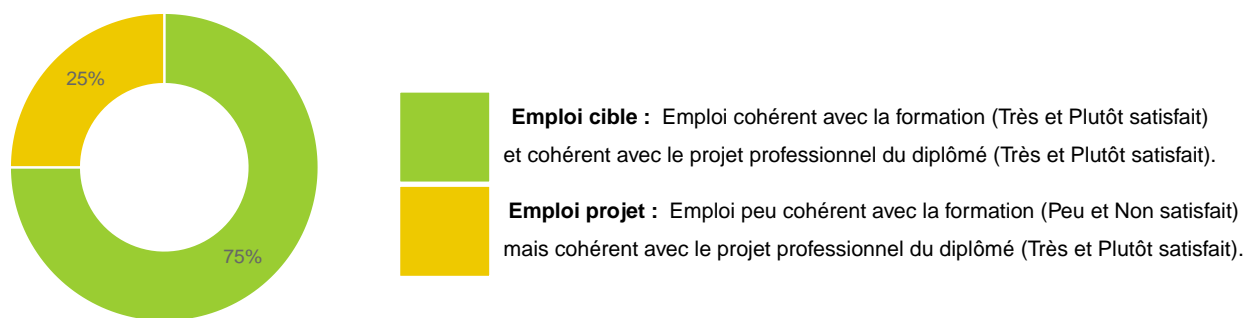 25%
75%
Emploi cible : Emploi cohérent avec la formation (Très et Plutôt satisfait)
et cohérent avec le projet professionnel du diplômé (Très et Plutôt satisfait).
Emploi projet : Emploi peu cohérent avec la formation (Peu et Non satisfait)
mais cohérent avec le projet professionnel du diplômé (Très et Plutôt satisfait).